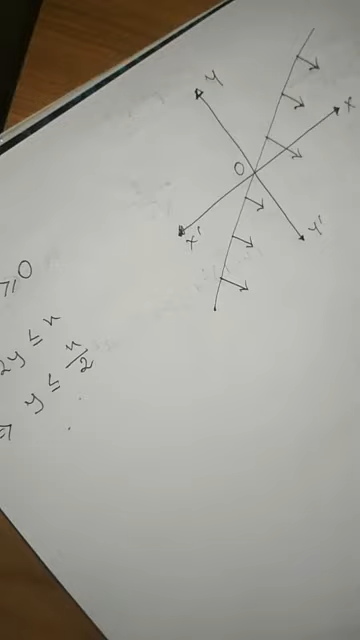 Y
X
O
X'
Y'
≥0
2y ≤ x
⇒ y ≤ x/2